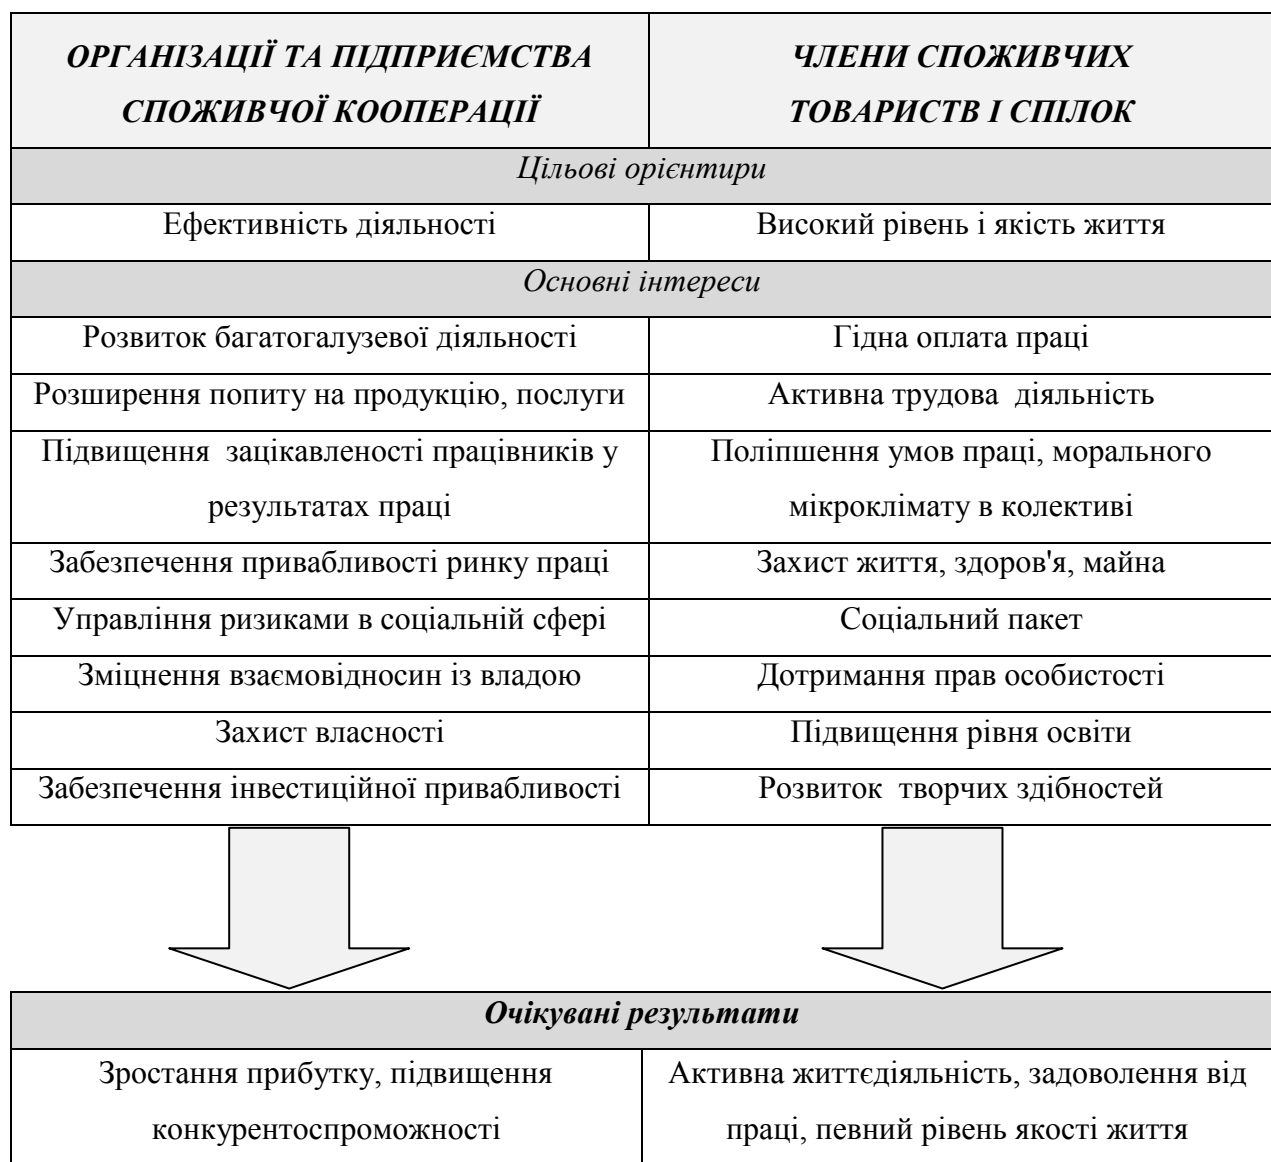 ОРГАНІЗАЦІЇ ТА ПІДПРИЄМСТВА
СПОЖИВЧОЇ КООПЕРАЦІЇ
ЧЛЕНИ СПОЖИВЧИХ
ТОВАРИСТВ І СПІЛОК
Цільові орієнтири
Ефективність діяльності
Високий рівень і якість життя
Основні інтереси
Розвиток багатогалузевої діяльності
Гідна оплата праці
Розширення попиту на продукцію, послуги
Активна трудова  діяльність
Підвищення  зацікавленості працівників у
результатах праці
Поліпшення умов праці, морального
мікроклімату в колективі
Забезпечення привабливості ринку праці
Захист життя, здоров'я, майна
Управління ризиками в соціальній сфері
Соціальний пакет
Зміцнення взаємовідносин із владою
Дотримання прав особистості
Захист власності
Підвищення рівня освіти
Забезпечення інвестиційної привабливості
Розвиток  творчих здібностей
Очікувані результати
Зростання прибутку, підвищення
конкурентоспроможності
Активна життєдіяльність, задоволення від
праці, певний рівень якості життя